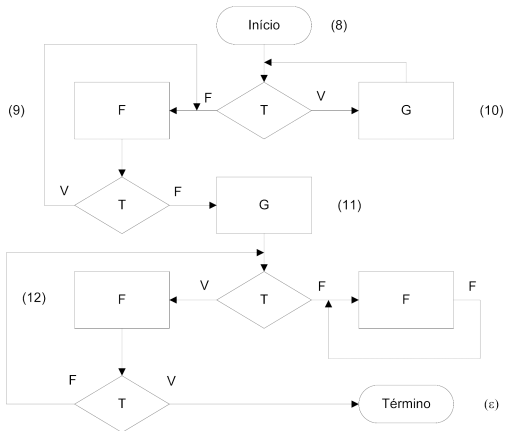 Início (8)
F V
(9) F T G (10)
V F
T G (11)
V F
(12) F T F F
F V
T Término (ε)